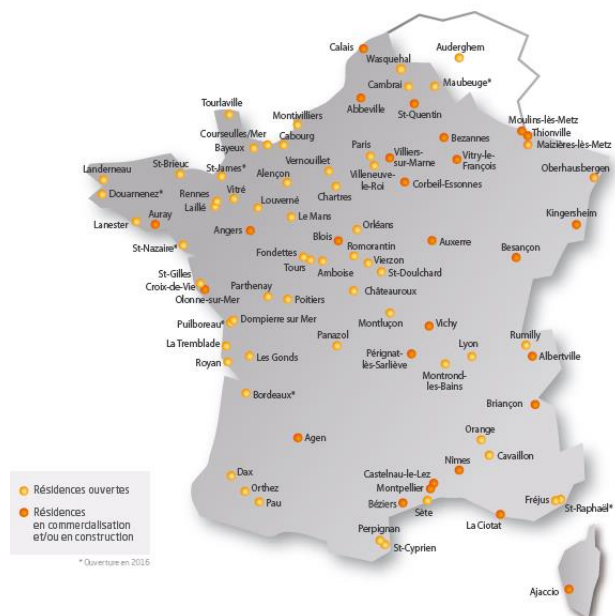 Calais
Auderghem
Wasquehal
Cambrai
Maubeuge*
Abbeville
St-Quentin
Tourlaville
Montivilliers
Moulins-lès-Metz
Thionville
Maizières-lès-Metz
Courseulles/Mer
Cabourg
Bayeux
Bezannes
Paris
Villiers-
sur-Marne
Vitry-le-
François
Oberhausbergen
Landerneau
St-Brieuc
St-James*
Vernouillet
Alençon
Villeneuve-
le-Roi
Corbeil-Essonnes
Douarnenez*
Rennes
Vitré
Louverné
Chartres
Laillé
Kingersheim
Lanester
Auray
Angers
Le Mans
Orléans
Blois
Romorantin
Auxerre
Besançon
St-Nazaire*
Fondettes
Tours
Amboise
Vierzon
St-Doulchard
St-Gilles
Croix-de-Vie
Olonne-sur-Mer
Parthenay
Poitiers
Châteauroux
Puilboreau*
Dompierre sur Mer
Montluçon
Vichy
Rumilly
La Tremblade
Panazol
Pérignat-
lès-Sarliève
Lyon
Albertville
Royan
Les Gonds
Montrond-
les-Bains
Bordeaux*
Briançon
Agen
Orange
Cavaillon
Nîmes
Castelnau-le-Lez
Montpellier
Béziers
Sète
Dax
Orthez
Pau
Fréjus
St-Raphaël*
La Ciotat
Perpignan
St-Cyprien
Ajaccio
Résidences ouvertes
Résidences
en commercialisation
et/ou en construction
* Ouverture en 2016